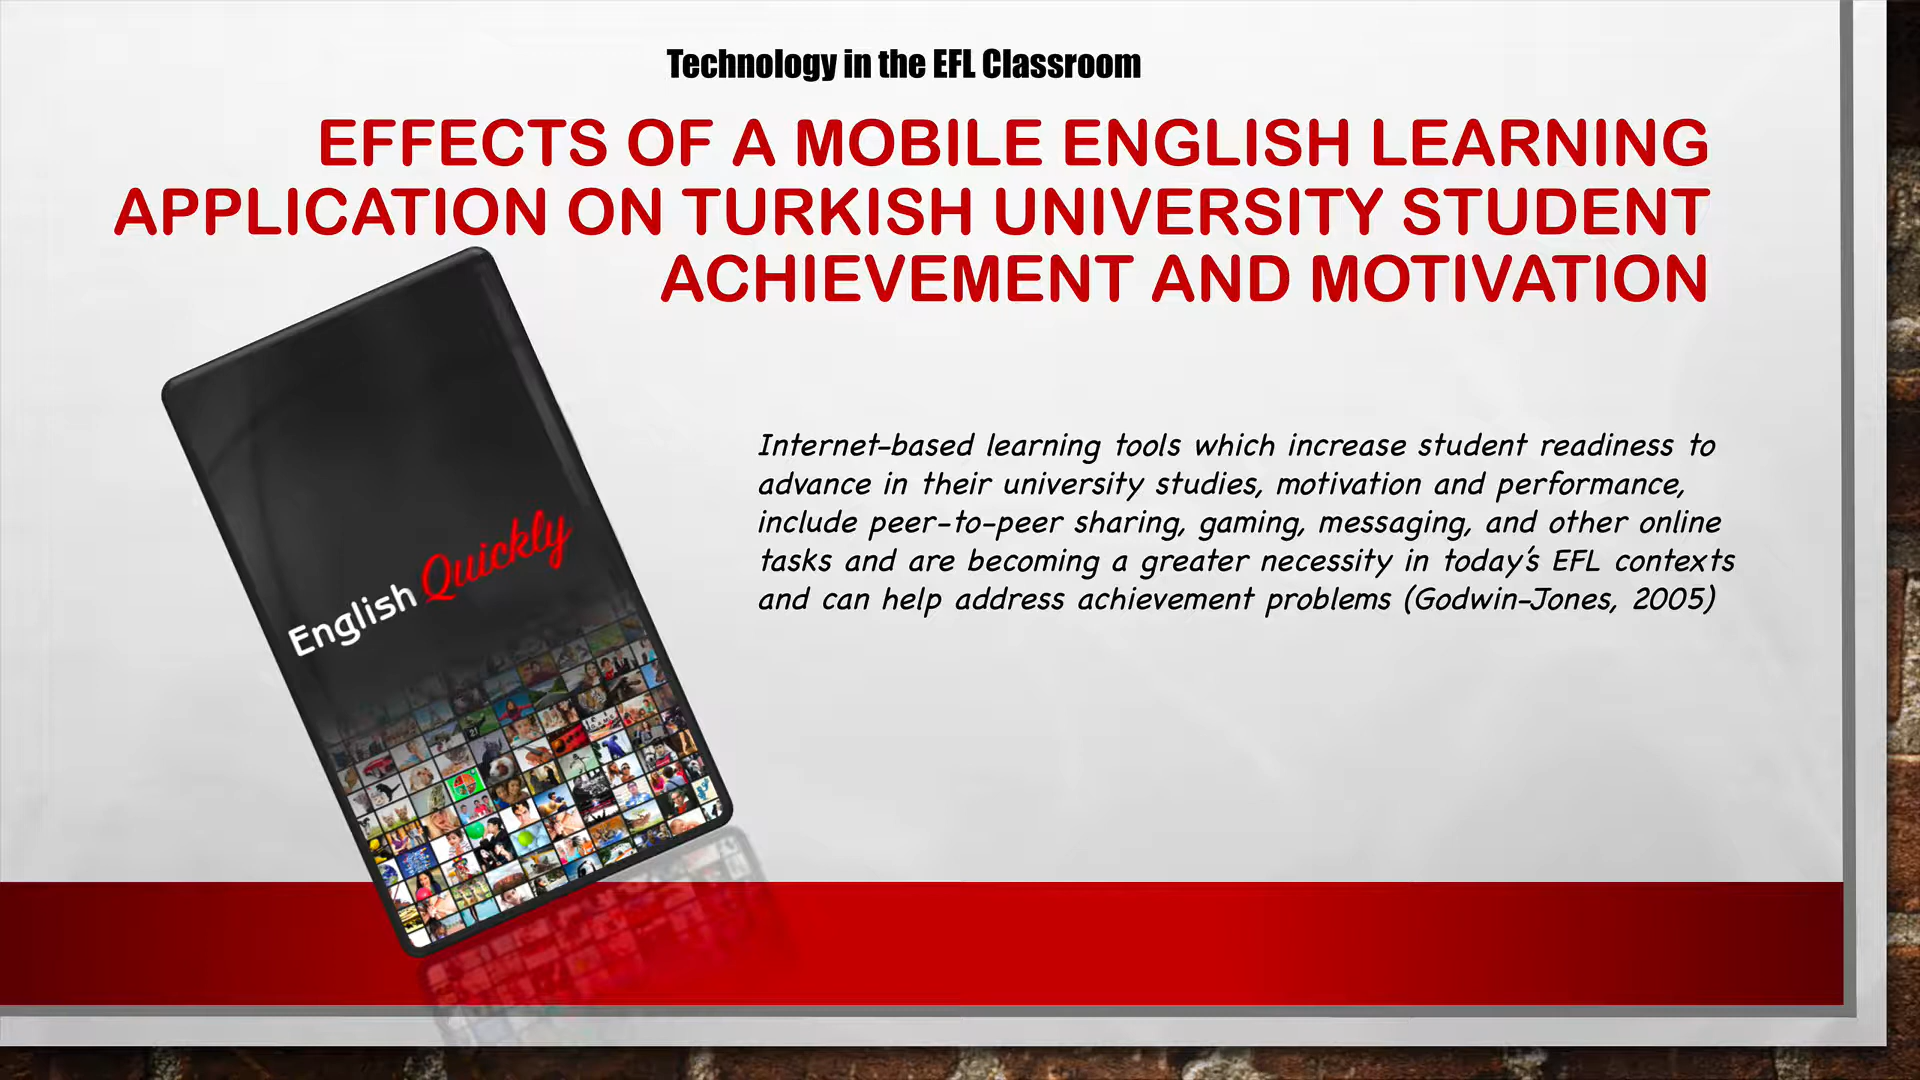 Technology in the EFL Classroom
EFFECTS OF A MOBILE ENGLISH LEARNING
APPLICATION ON TURKISH UNIVERSITY STUDENT
ACHIEVEMENT AND MOTIVATION
Internet-based learning tools which increase student readiness to
advance in their university studies, motivation and performance,
include peer-to-peer sharing, gaming, messaging, and other online
tasks and are becoming a greater necessity in today's EFL contexts
and can help address achievement problems (Godwin-Jones, 2005)
English Quickly